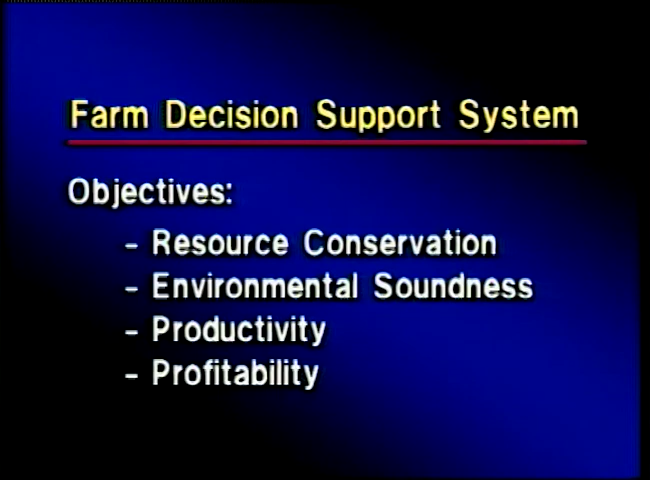 Farm Decision Support System
Objectives:
- Resource Conservation
- Environmental Soundness
- Productivity
- Profitability